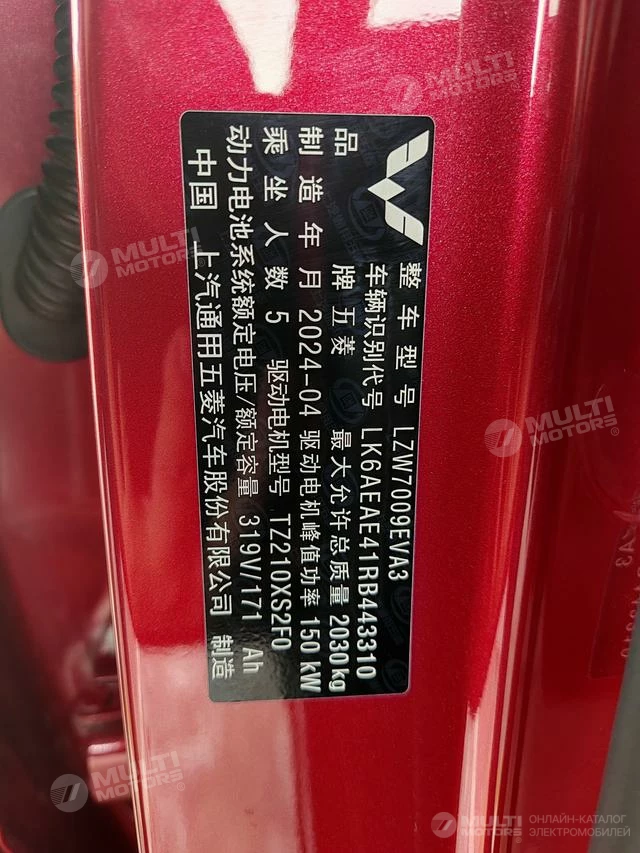 整车型号 LZW7009EVA3
车辆识别代号 LK6AEAE41RB443310
品牌 五菱 最大允许总质量 2030kg
制造年月 2024-04 驱动电机峰值功率 150 kW
乘坐人数 5 驱动电机型号 TZ210XS2F0
动力电池系统额定电压/额定容量 319V/171 Ah
中国 上汽通用五菱汽车股份有限公司 制造
MULTI
MOTORS®
MULTI
MOTORS®
MULTI
MOTORS®
MULTI
MOTORS®
MULTI
MOTORS®
ОНЛАЙН-КАТАЛОГ
ЭЛЕКТРОМОБИЛЕЙ